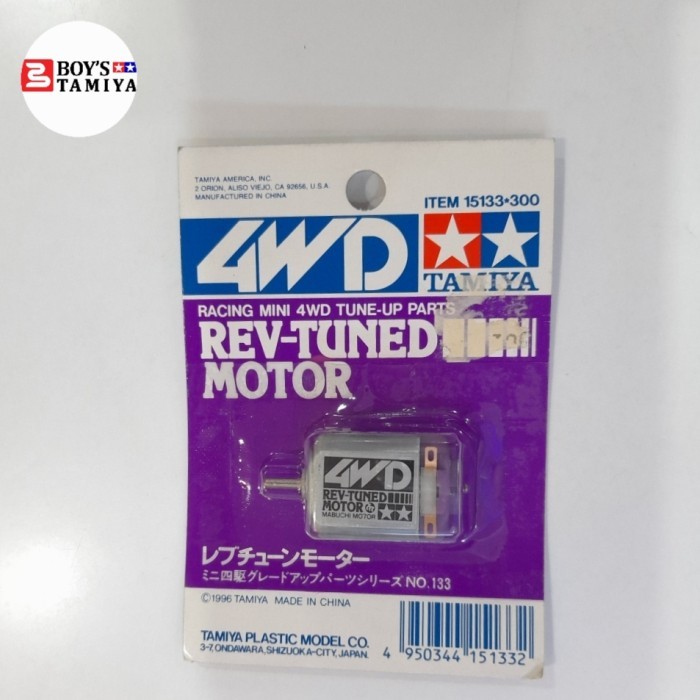 BOY'S
TAMIYA
TAMIYA AMERICA, INC.
2 ORION, ALISO VIEJO, CA 92656, U.S.A.
MANUFACTURED IN CHINA
ITEM 15133•300
4WD
TAMIYA
RACING MINI 4WD TUNE-UP PARTS
REV-TUNED
MOTOR
4WD
REV-TUNED
MOTOR
MABUCHI MOTOR
レブチューンモーター
ミニ四駆グレードアップパーツシリーズNO.133
©1996 TAMIYA MADE IN CHINA
TAMIYA PLASTIC MODEL CO.
3-7, ONDAWARA, SHIZUOKA-CITY, JAPAN.
4 950344 151332